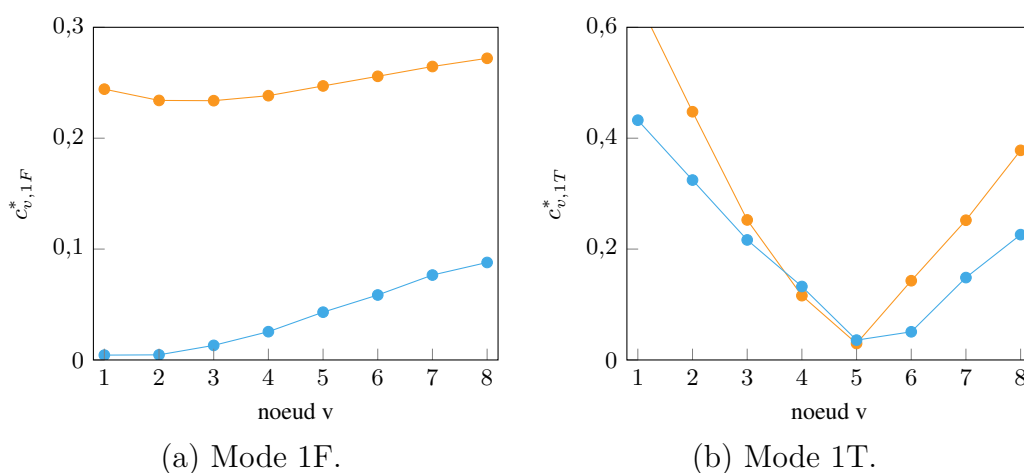 0,3
0,2
0,1
0
c*v,1F
1 2 3 4 5 6 7 8
noeud v
(a) Mode 1F.
0,6
0,4
0,2
0
c*v,1T
1 2 3 4 5 6 7 8
noeud v
(b) Mode 1T.